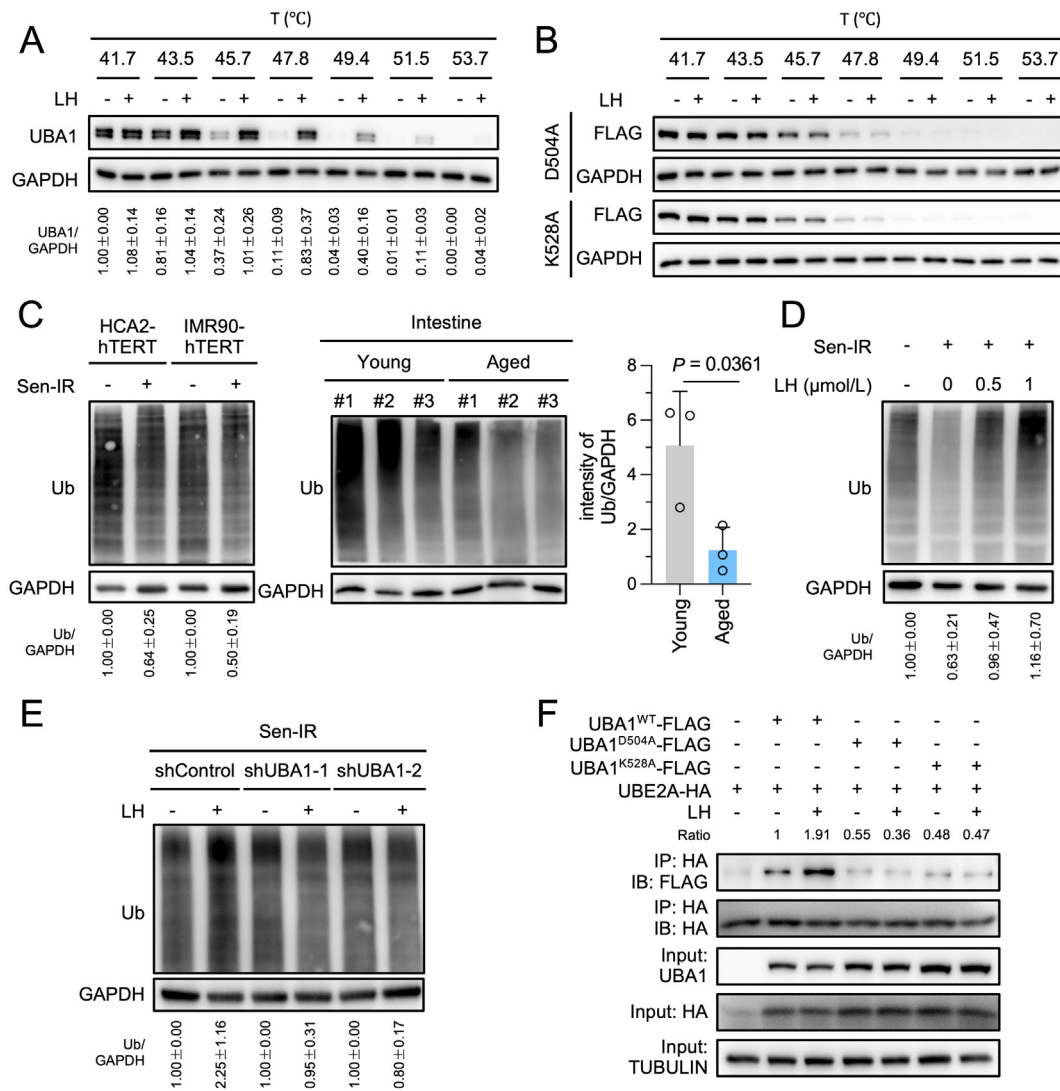 A
T (℃)
41.7 43.5 45.7 47.8 49.4 51.5 53.7
LH - + - + - + - + - + - + - +
UBA1
GAPDH
UBA1/
GAPDH
1.00±0.00
1.08±0.14
0.81±0.16
1.04±0.14
0.37±0.24
1.01±0.26
0.11±0.09
0.83±0.37
0.04±0.03
0.40±0.16
0.01±0.01
0.11±0.03
0.00±0.00
0.04±0.02
B
T (℃)
41.7 43.5 45.7 47.8 49.4 51.5 53.7
LH - + - + - + - + - + - + - +
D504A
FLAG
GAPDH
K528A
FLAG
GAPDH
C
HCA2-
hTERT
IMR90-
hTERT
Sen-IR - + - +
Ub
GAPDH
Ub/
GAPDH
1.00±0.00
0.64±0.25
1.00±0.00
0.50±0.19
Intestine
Young Aged
#1 #2 #3 #1 #2 #3
Ub
GAPDH
P = 0.0361
intensity of
Ub/GAPDH
8
6
4
2
0
Young
Aged
D
Sen-IR - + + +
LH (μmol/L) - 0 0.5 1
Ub
GAPDH
Ub/
GAPDH
1.00±0.00
0.63±0.21
0.96±0.47
1.16±0.70
E
Sen-IR
shControl shUBA1-1 shUBA1-2
LH - + - + - +
Ub
GAPDH
Ub/
GAPDH
1.00±0.00
2.25±1.16
1.00±0.00
0.95±0.31
1.00±0.00
0.80±0.17
F
UBA1WT-FLAG - + + - - - -
UBA1D504A-FLAG - - - + + - -
UBA1K528A-FLAG - - - - - + +
UBE2A-HA + + + + + + +
LH - - + - + - +
Ratio 1 1.91 0.55 0.36 0.48 0.47
IP: HA
IB: FLAG
IP: HA
IB: HA
Input:
UBA1
Input: HA
Input:
TUBULIN